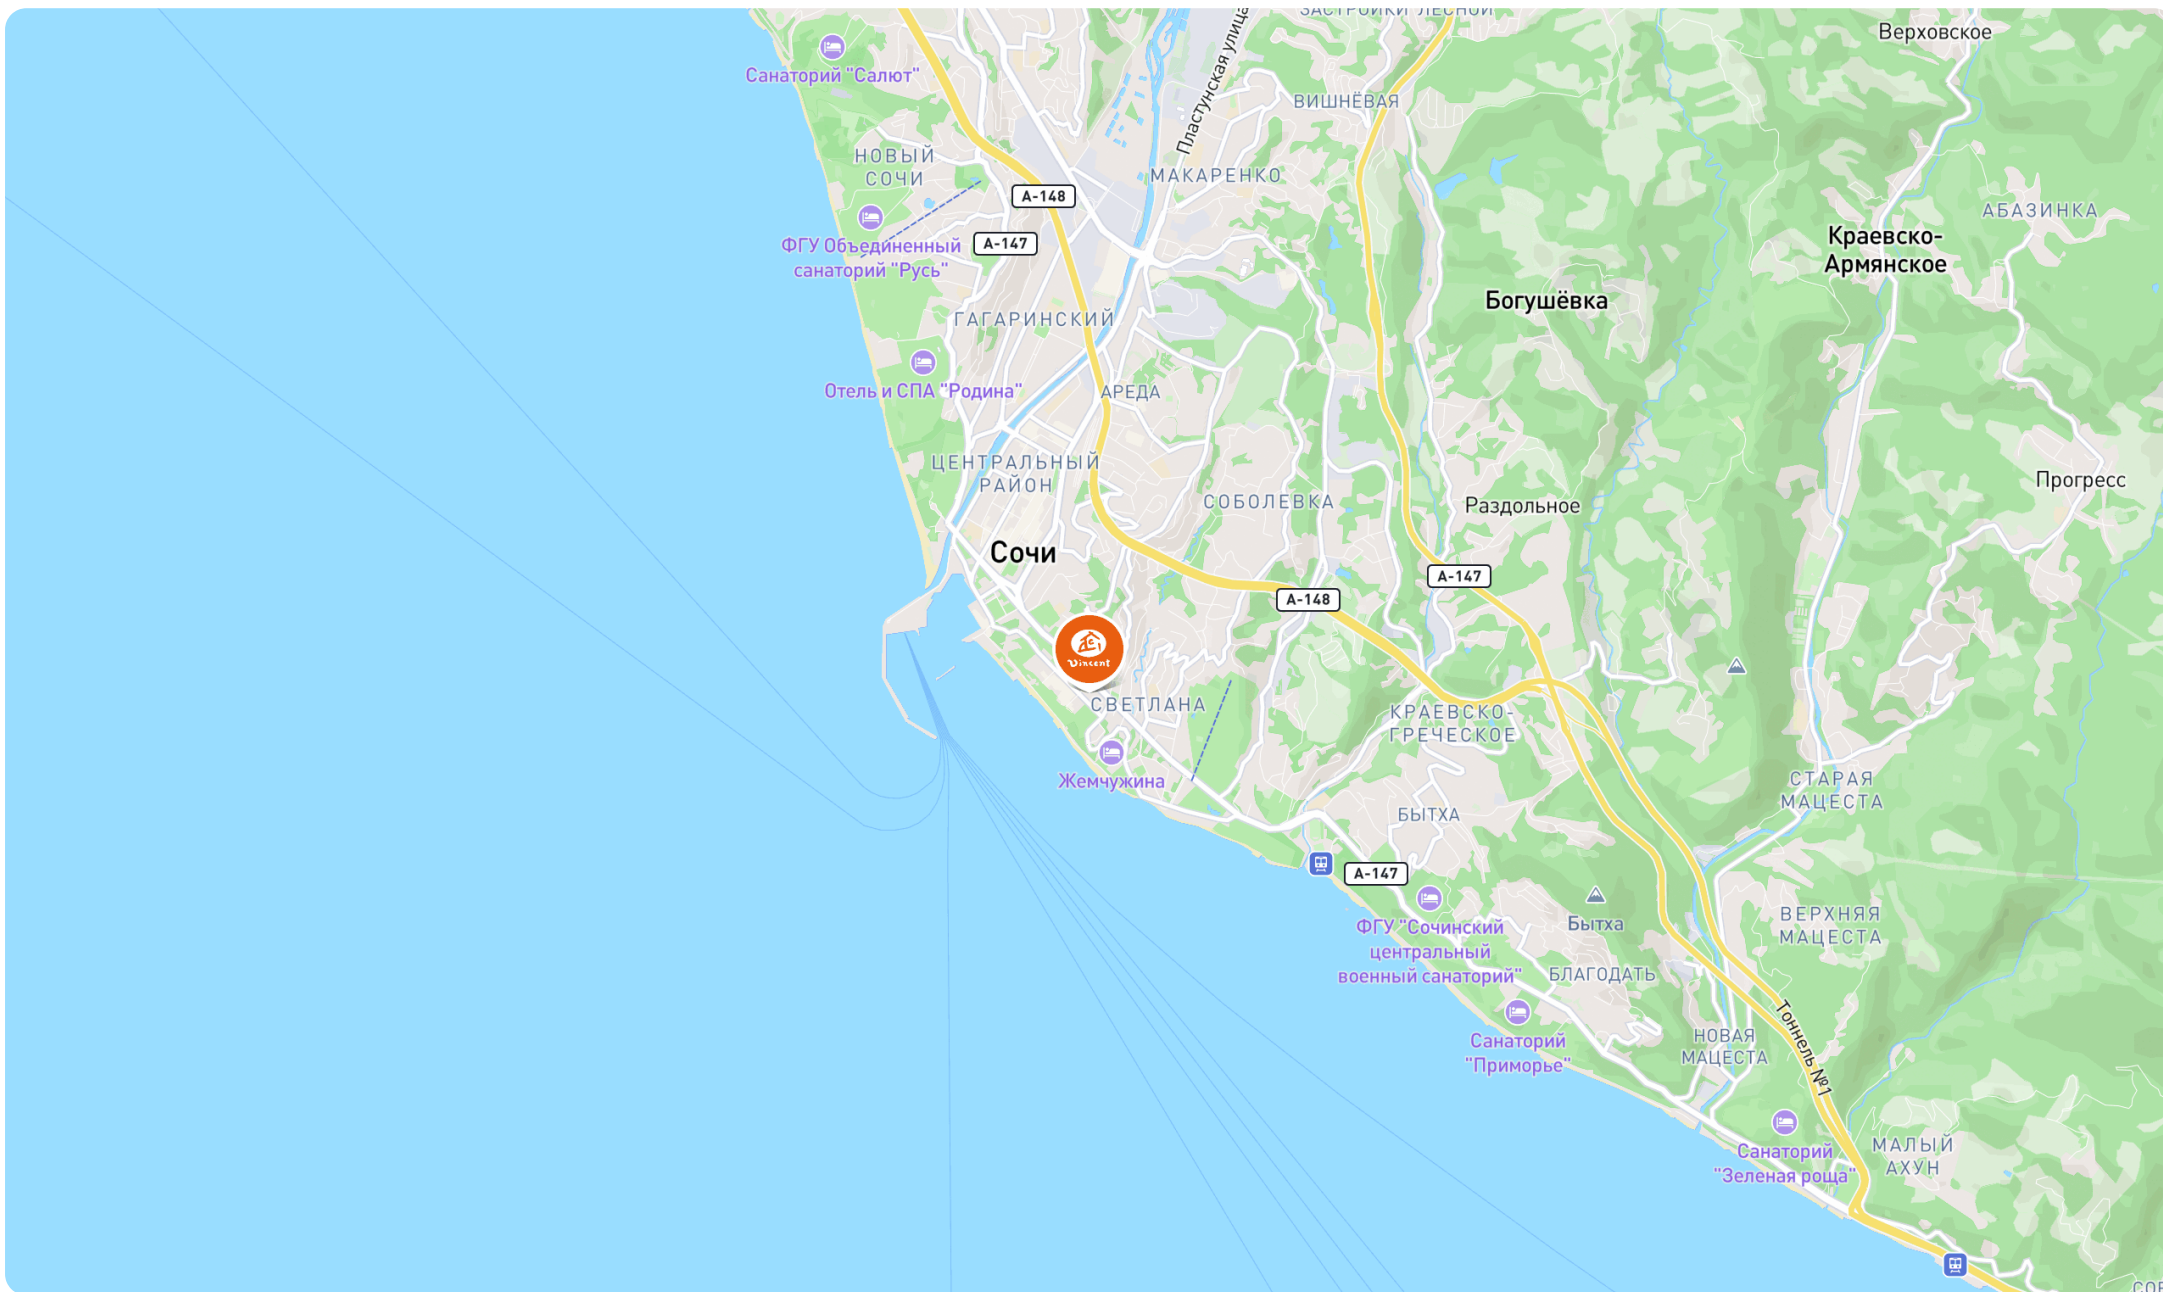 ЗАСТРОЙКИ ЛЕСНОЙ
Верховское
Санаторий "Салют"
Пластунская улица
ВИШНЁВАЯ
НОВЫЙ
СОЧИ
МАКАРЕНКО
А-148
АБАЗИНКА
ФГУ Объединенный
санаторий "Русь"
А-147
Краевско-
Армянское
Богушёвка
ГАГАРИНСКИЙ
Отель и СПА "Родина"
АРЕДА
ЦЕНТРАЛЬНЫЙ
РАЙОН
СОБОЛЕВКА
Раздольное
Прогресс
Сочи
А-147
А-148
Vincent
СВЕТЛАНА
КРАЕВСКО-
ГРЕЧЕСКОЕ
Жемчужина
СТАРАЯ
МАЦЕСТА
БЫТХА
А-147
ФГУ "Сочинский
центральный
военный санаторий"
Бытха
ВЕРХНЯЯ
МАЦЕСТА
БЛАГОДАТЬ
Санаторий
"Приморье"
НОВАЯ
МАЦЕСТА
Тоннель №1
Санаторий
"Зеленая роща"
МАЛЫЙ
АХУН